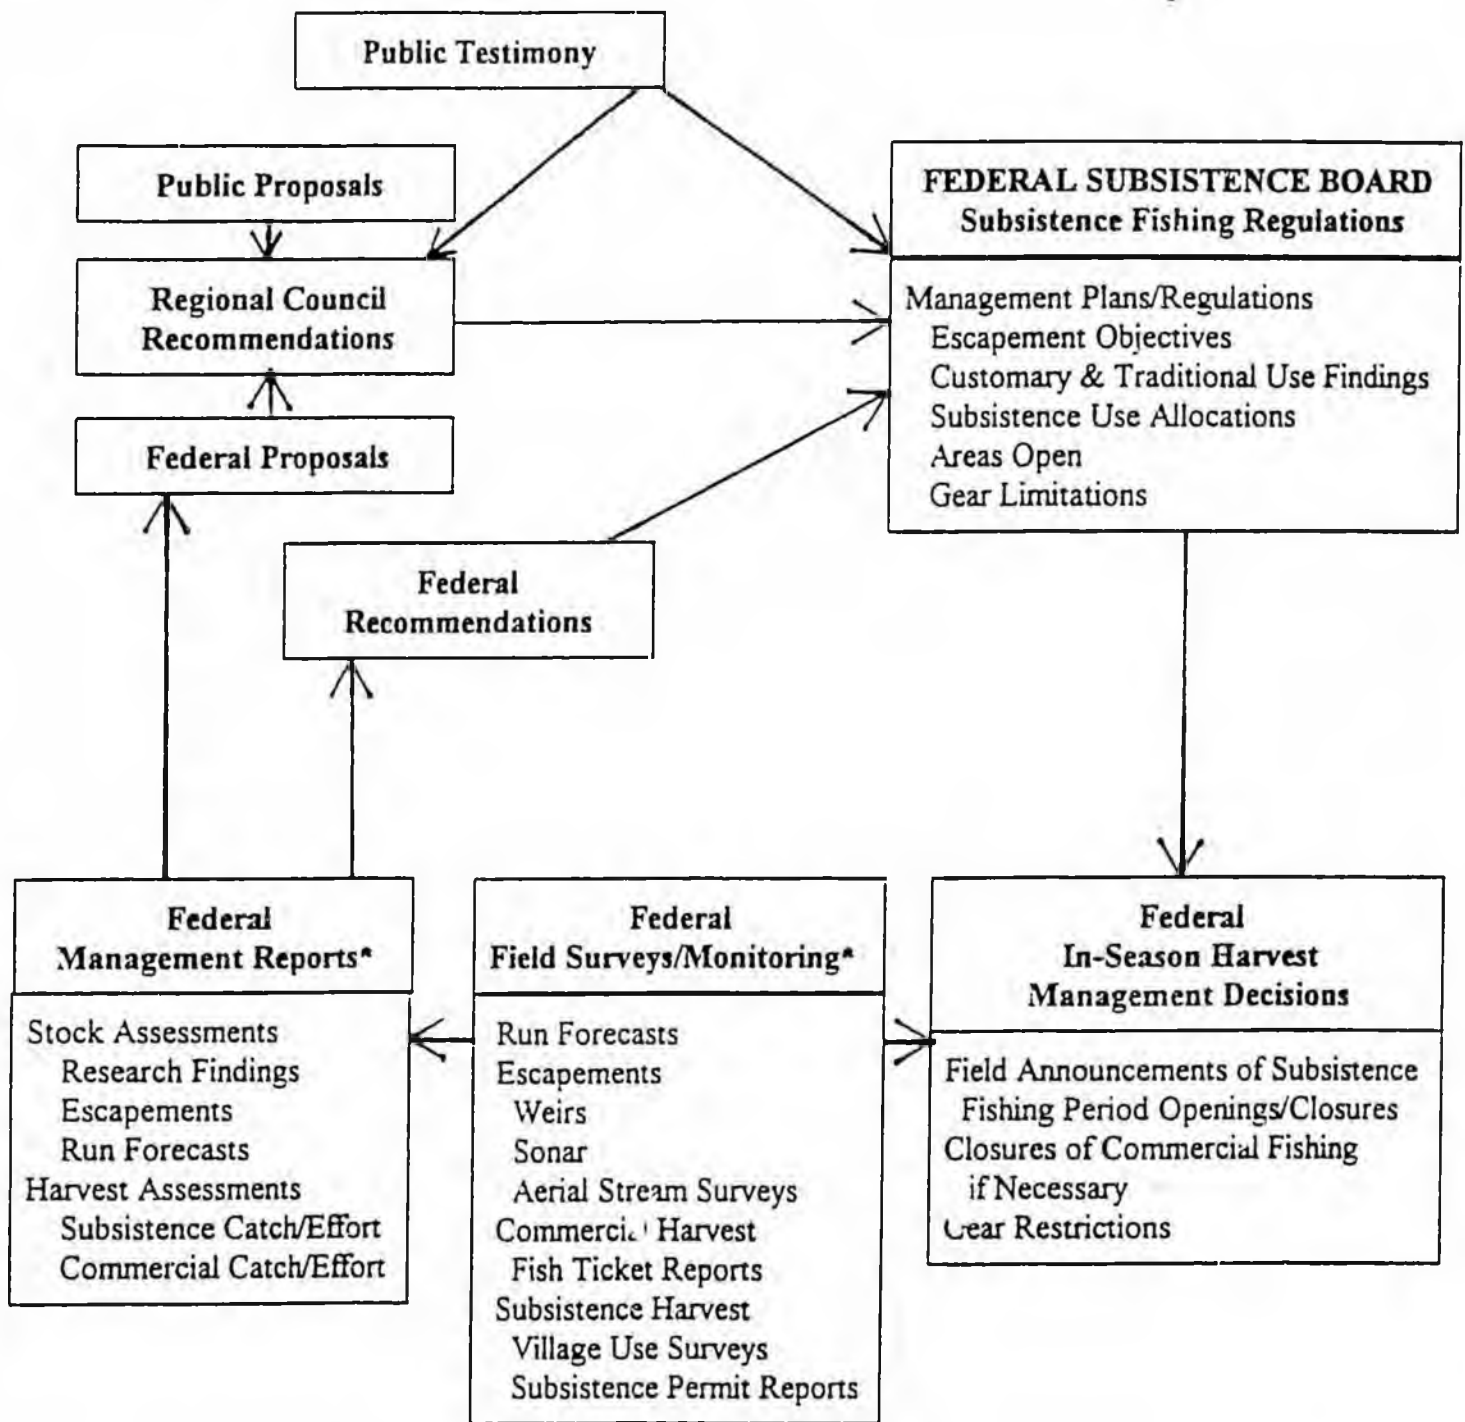 Public Testimony
Public Proposals
Regional Council
Recommendations
Federal Proposals
Federal
Recommendations
FEDERAL SUBSISTENCE BOARD
Subsistence Fishing Regulations
Management Plans/Regulations
Escapement Objectives
Customary & Traditional Use Findings
Subsistence Use Allocations
Areas Open
Gear Limitations
Federal
Management Reports*
Stock Assessments
Research Findings
Escapements
Run Forecasts
Harvest Assessments
Subsistence Catch/Effort
Commercial Catch/Effort
Federal
Field Surveys/Monitoring*
Run Forecasts
Escapements
Weirs
Sonar
Aerial Stream Surveys
Commercial Harvest
Fish Ticket Reports
Subsistence Harvest
Village Use Surveys
Subsistence Permit Reports
Federal
In-Season Harvest
Management Decisions
Field Announcements of Subsistence
Fishing Period Openings/Closures
Closures of Commercial Fishing
if Necessary
Gear Restrictions